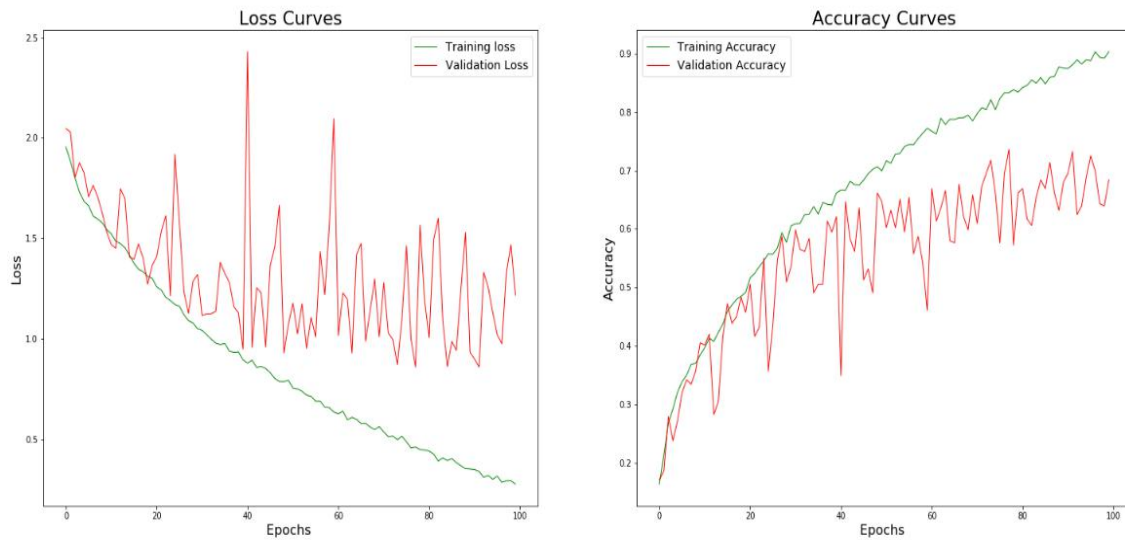 Loss Curves
Training loss
Validation Loss
2.5
2.0
1.5
1.0
0.5
Loss
0 20 40 60 80 100
Epochs
Accuracy Curves
Training Accuracy
Validation Accuracy
0.9
0.8
0.7
0.6
0.5
0.4
0.3
0.2
Accuracy
0 20 40 60 80 100
Epochs